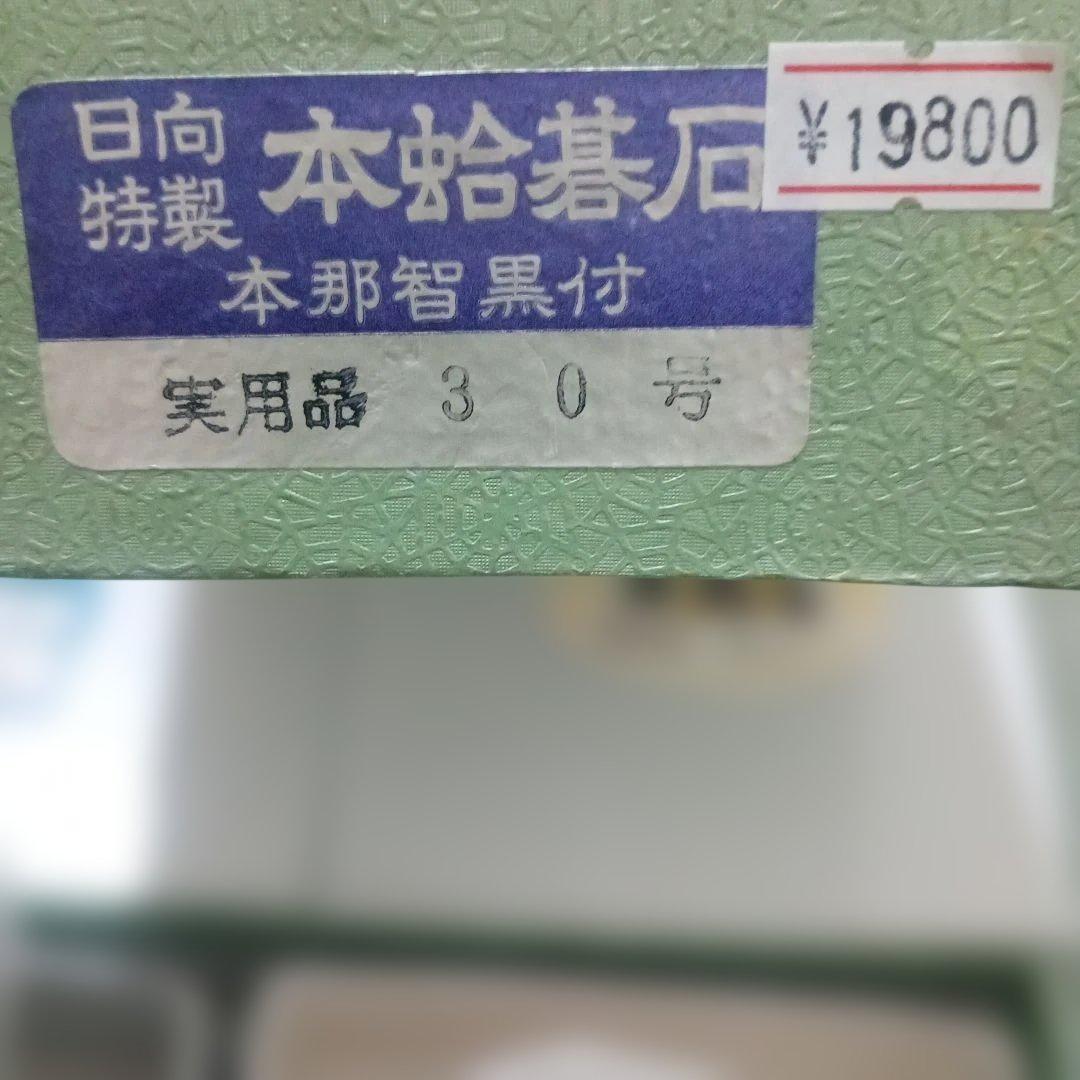 日向
特製
本蛤碁石
本那智黒付
実用品 30号
¥19800